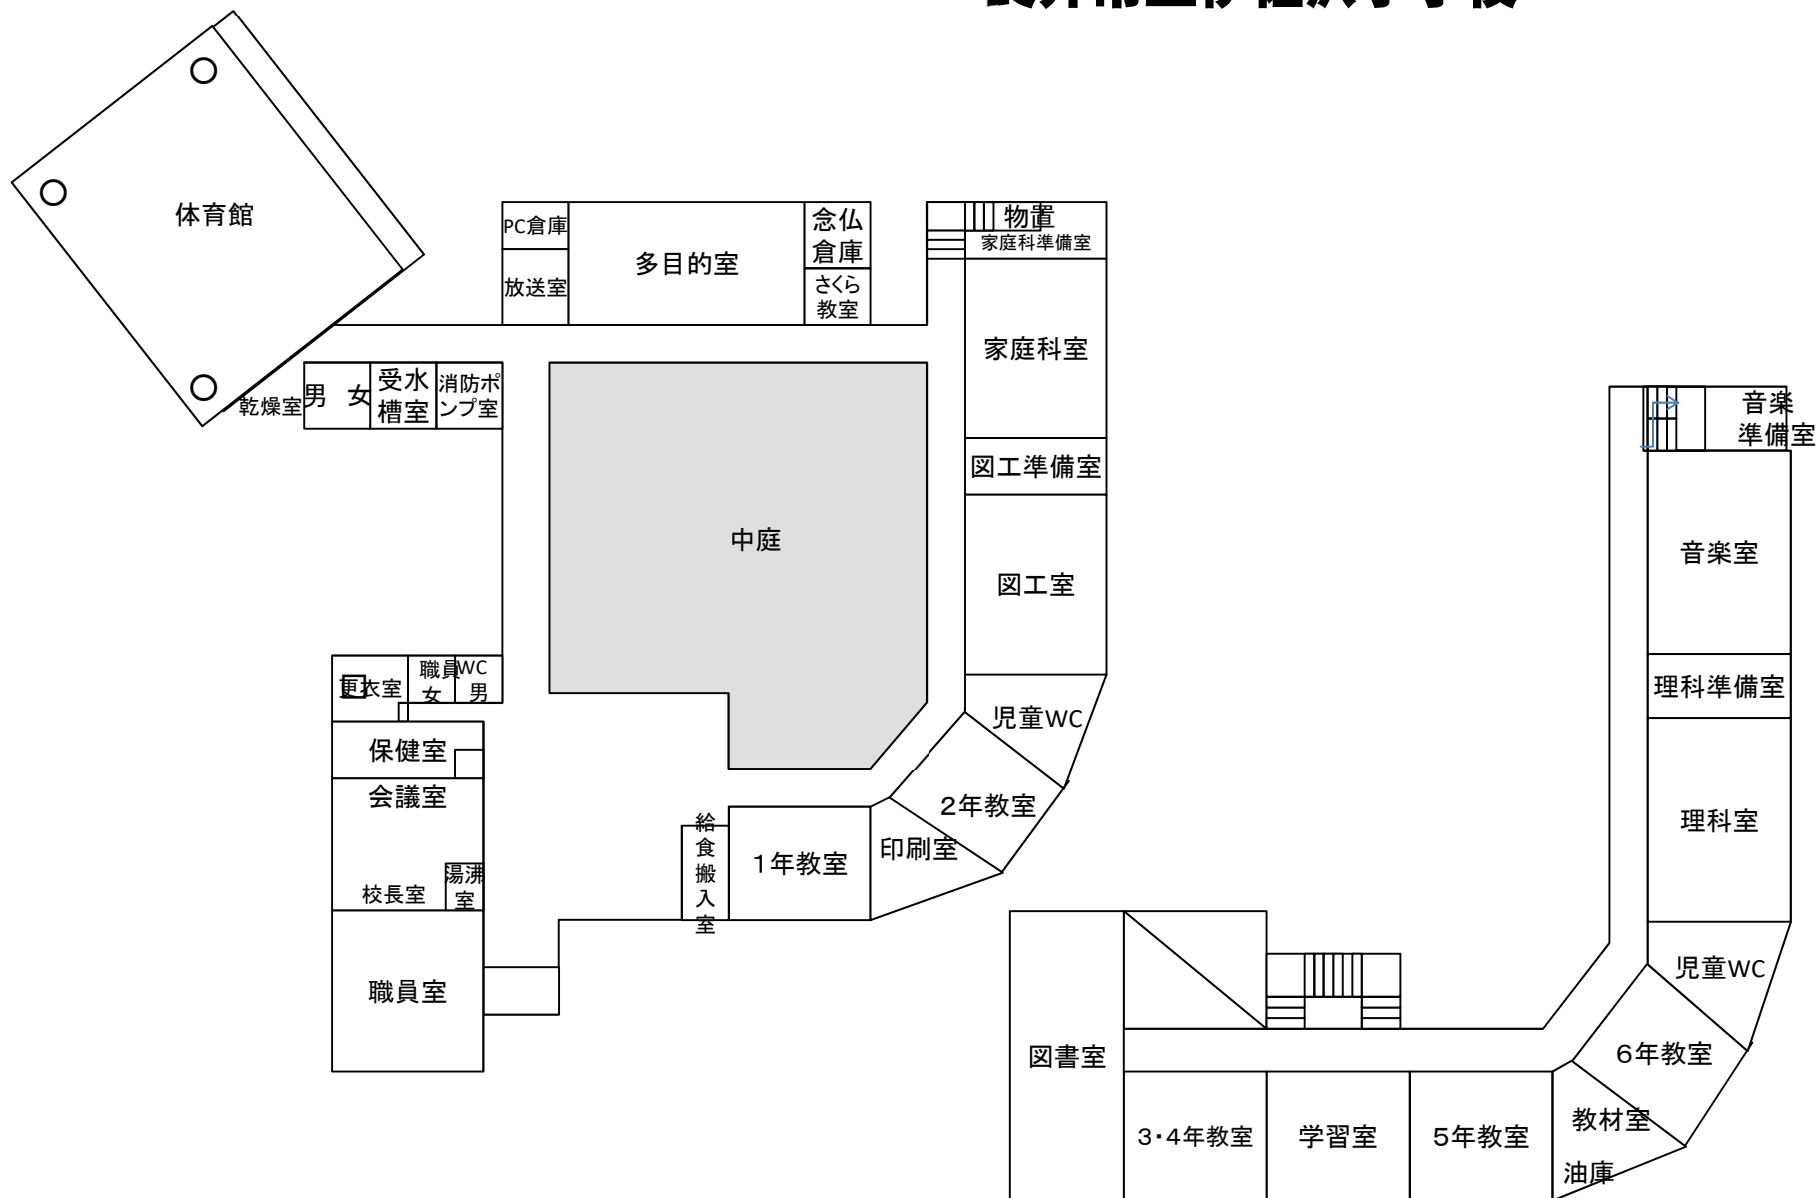 体育館
PC倉庫
放送室
多目的室
念仏
倉庫
さくら
教室
物置
家庭科準備室
家庭科室
図工準備室
図工室
乾燥室
男 女
受水
槽室
消防ポ
ンプ室
中庭
更衣室
職員WC
女 男
保健室
会議室
校長室
湯沸
室
職員室
給
食
搬
入
室
1年教室
印刷室
2年教室
児童WC
音楽
準備室
音楽室
理科準備室
理科室
児童WC
6年教室
教材室
油庫
図書室
3・4年教室
学習室
5年教室